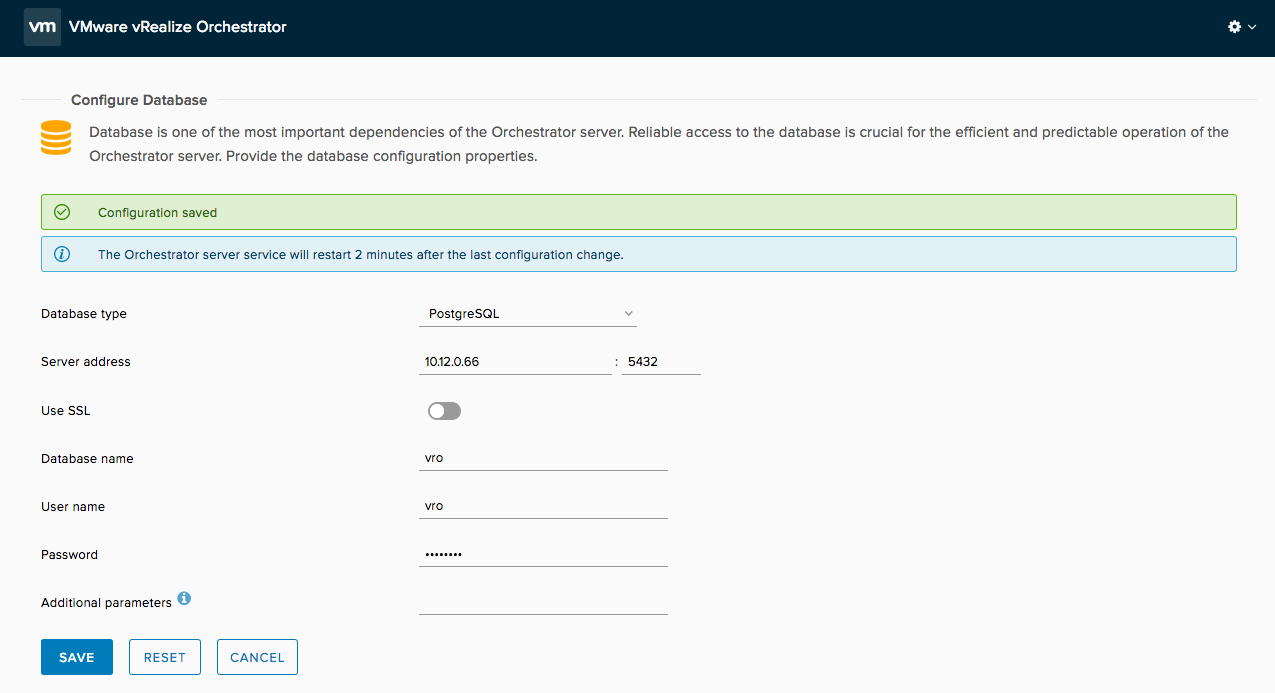 vm VMware vRealize Orchestrator
Configure Database
Database is one of the most important dependencies of the Orchestrator server. Reliable access to the database is crucial for the efficient and predictable operation of the
Orchestrator server. Provide the database configuration properties.
Configuration saved
The Orchestrator server service will restart 2 minutes after the last configuration change.
Database type PostgreSQL
Server address 10.12.0.66 : 5432
Use SSL
Database name vro
User name vro
Password ••••••••
Additional parameters
SAVE RESET CANCEL